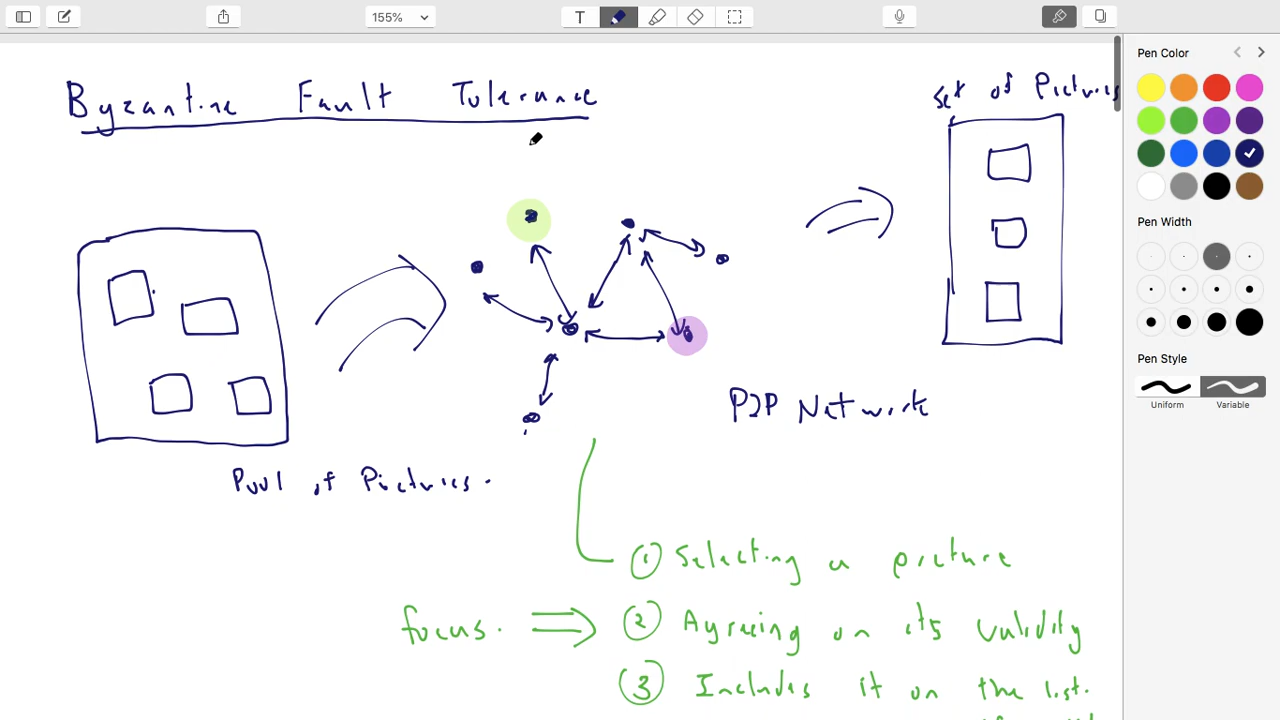 155%
T
Byzantine Fault Tolerance
Set of Pictures
P2P Network
Pool of Pictures.
① Selecting a picture
focus. ⇒ ② Agreeing on its validity
③ Includes it on the list.
Pen Color
Pen Width
Pen Style
Uniform
Variable